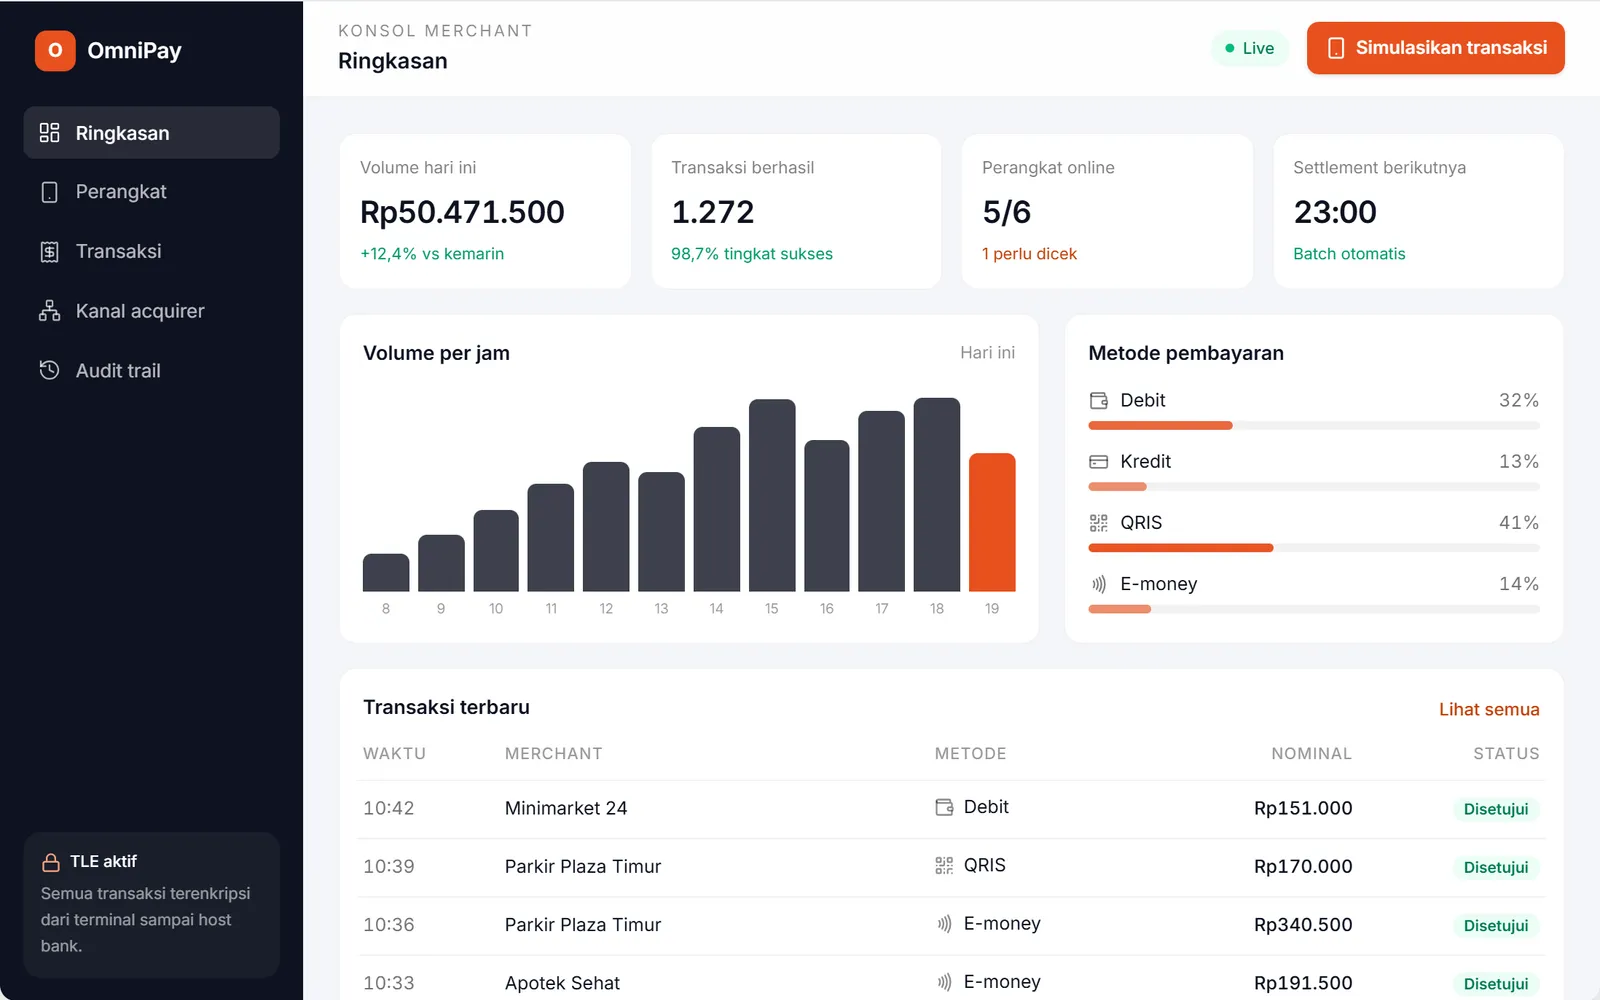 O OmniPay
Ringkasan
Perangkat
Transaksi
Kanal acquirer
Audit trail
TLE aktif
Semua transaksi terenkripsi
dari terminal sampai host
bank.
KONSOL MERCHANT
Ringkasan
Live
Simulasikan transaksi
Volume hari ini
Rp50.471.500
+12,4% vs kemarin
Transaksi berhasil
1.272
98,7% tingkat sukses
Perangkat online
5/6
1 perlu dicek
Settlement berikutnya
23:00
Batch otomatis
Volume per jam
Hari ini
8 9 10 11 12 13 14 15 16 17 18 19
Metode pembayaran
Debit 32%
Kredit 13%
QRIS 41%
E-money 14%
Transaksi terbaru
Lihat semua
WAKTU MERCHANT METODE NOMINAL STATUS
10:42 Minimarket 24 Debit Rp151.000 Disetujui
10:39 Parkir Plaza Timur QRIS Rp170.000 Disetujui
10:36 Parkir Plaza Timur E-money Rp340.500 Disetujui
10:33 Apotek Sehat E-money Rp191.500 Disetujui